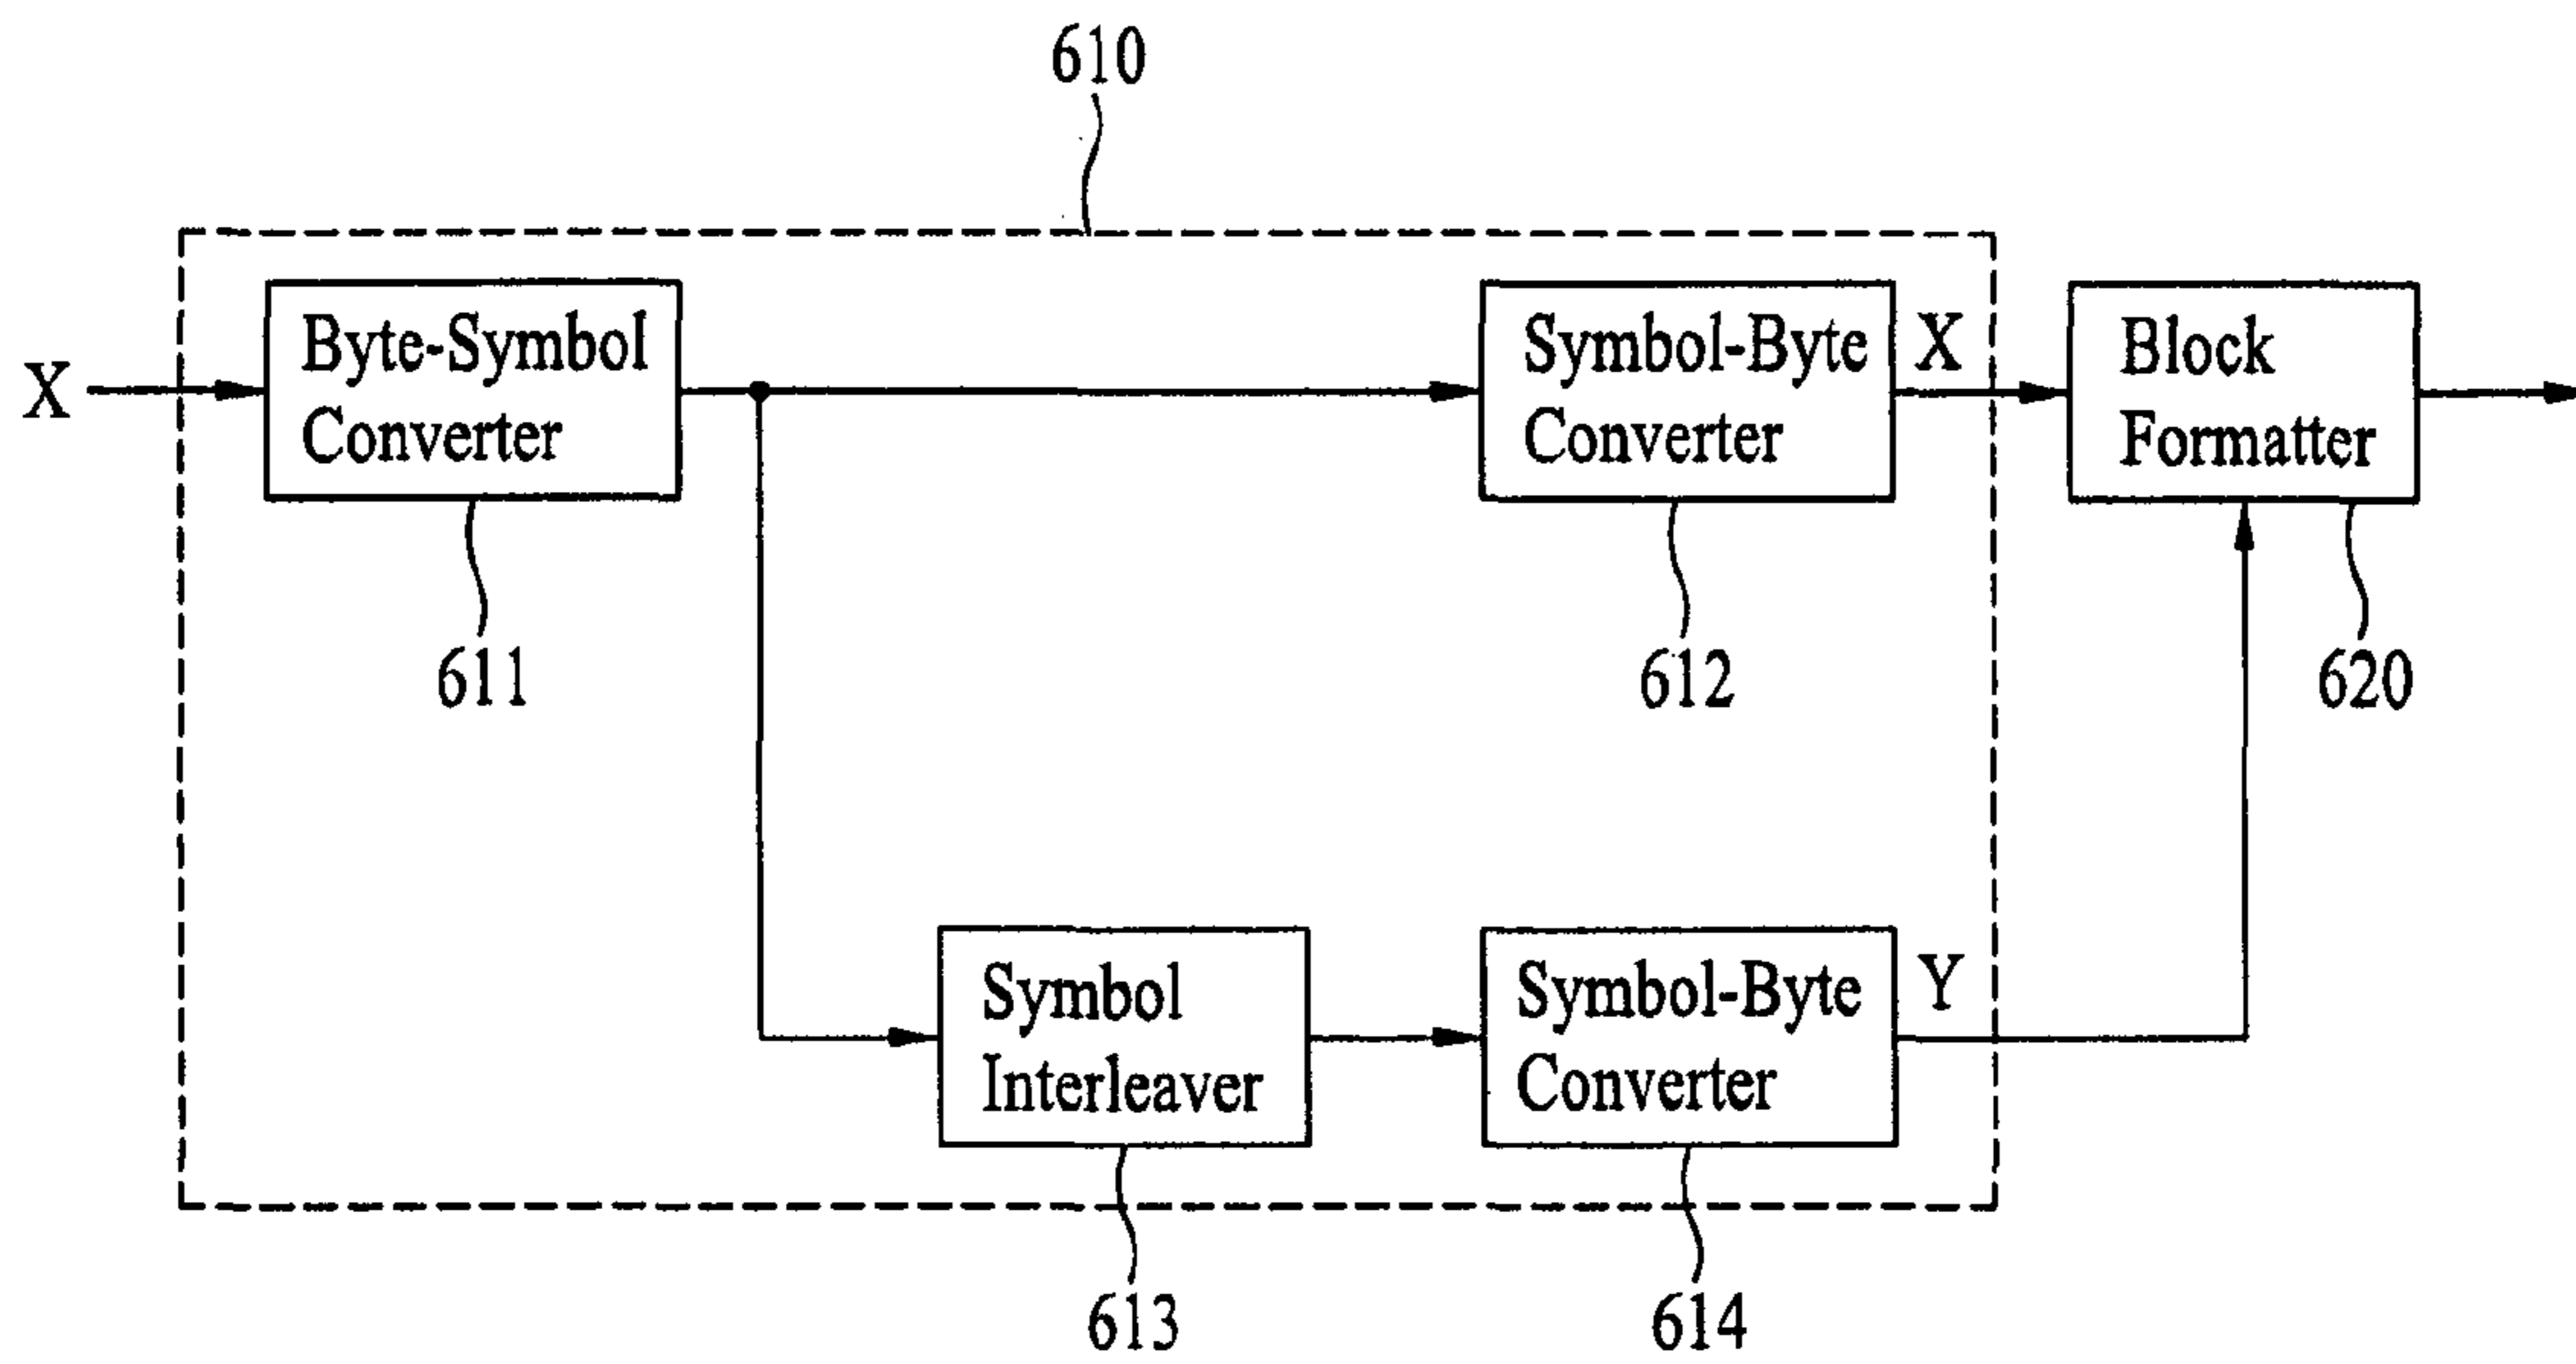 610
X
Byte-Symbol
Converter
Symbol-Byte
Converter
X
Block
Formatter
611
612
620
Symbol
Interleaver
Symbol-Byte
Converter
Y
613
614